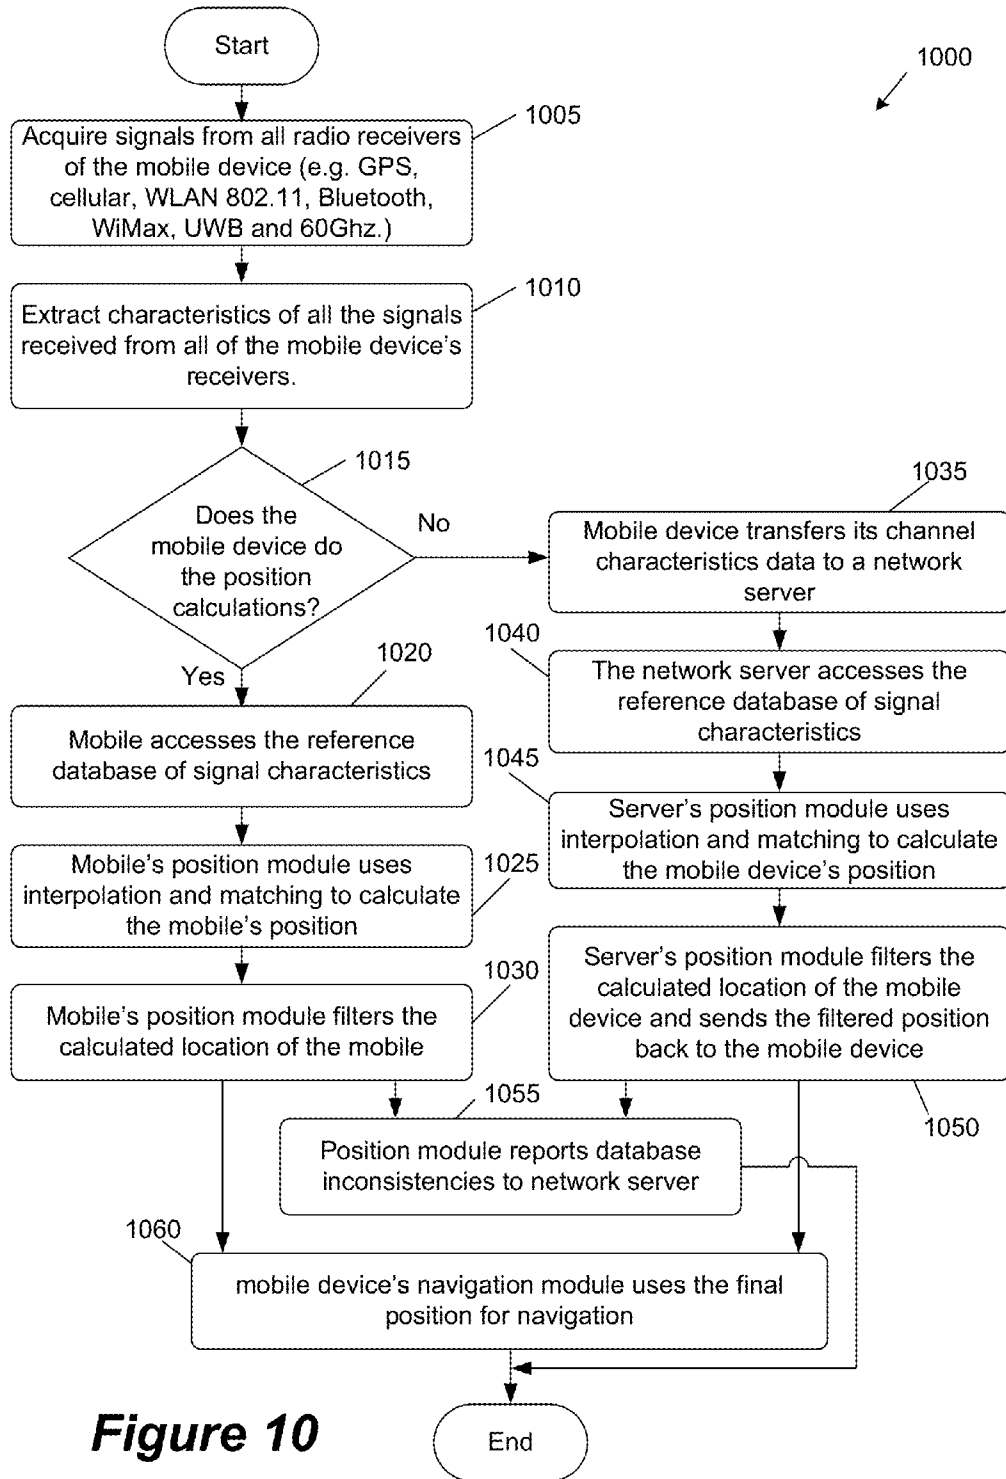 Start
1000
1005
Acquire signals from all radio receivers
of the mobile device (e.g. GPS,
cellular, WLAN 802.11, Bluetooth,
WiMax, UWB and 60Ghz.)
1010
Extract characteristics of all the signals
received from all of the mobile device's
receivers.
1015
Does the
mobile device do
the position
calculations?
No
Yes
1035
Mobile device transfers its channel
characteristics data to a network
server
1040
The network server accesses the
reference database of signal
characteristics
1020
Mobile accesses the reference
database of signal characteristics
1045
Server's position module uses
interpolation and matching to calculate
the mobile device's position
1025
Mobile's position module uses
interpolation and matching to calculate
the mobile's position
1030
Mobile's position module filters the
calculated location of the mobile
Server's position module filters the
calculated location of the mobile
device and sends the filtered position
back to the mobile device
1050
1055
Position module reports database
inconsistencies to network server
1060
mobile device's navigation module uses the final
position for navigation
End
Figure 10